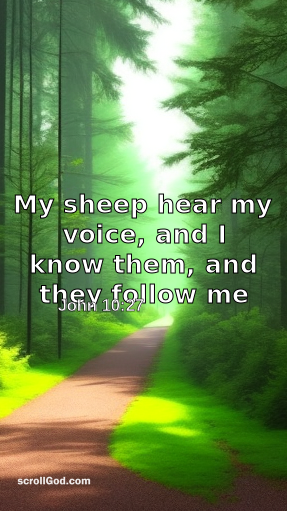 My sheep hear my
voice, and I
know them, and
they follow me
John 10:27
scrollGod.com